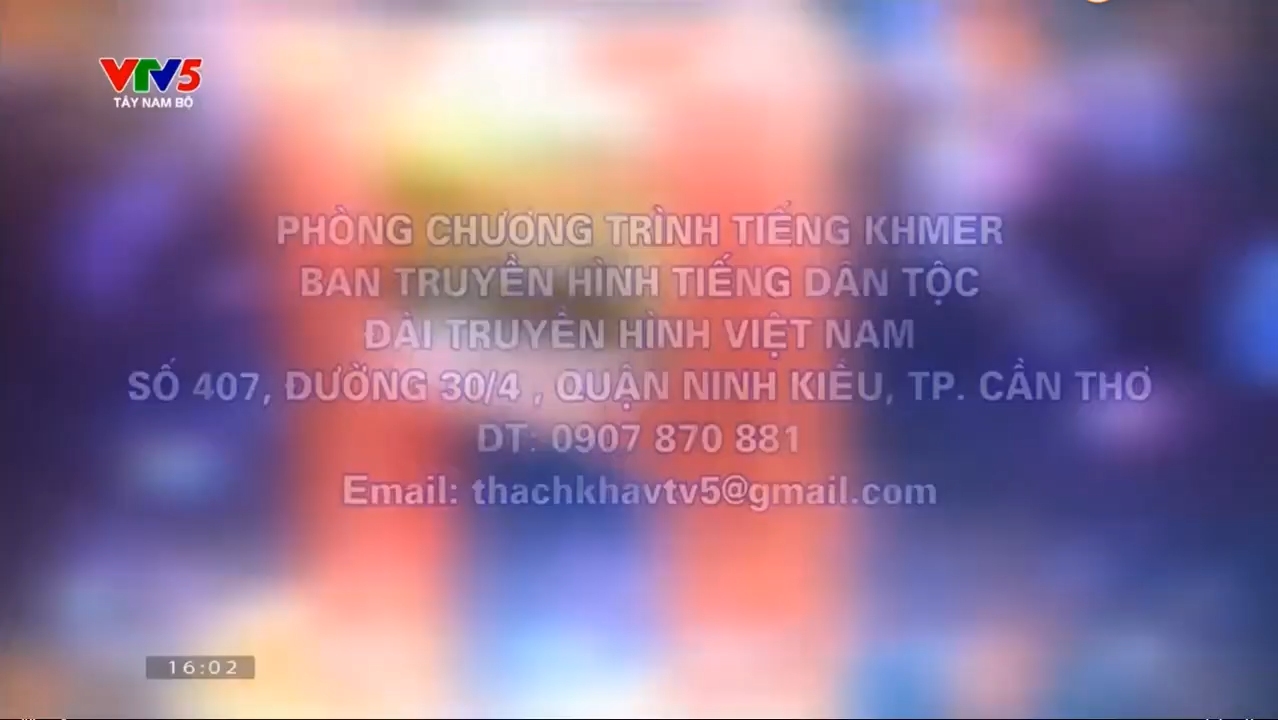 VTV5
TÂY NAM BỘ
PHÒNG CHƯƠNG TRÌNH TIẾNG KHMER
BAN TRUYỀN HÌNH TIẾNG DÂN TỘC
ĐÀI TRUYỀN HÌNH VIỆT NAM
SỐ 407, ĐƯỜNG 30/4 , QUẬN NINH KIỀU, TP. CẦN THƠ
ĐT: 0907 870 881
Email: thachkhavtv5@gmail.com
16:02